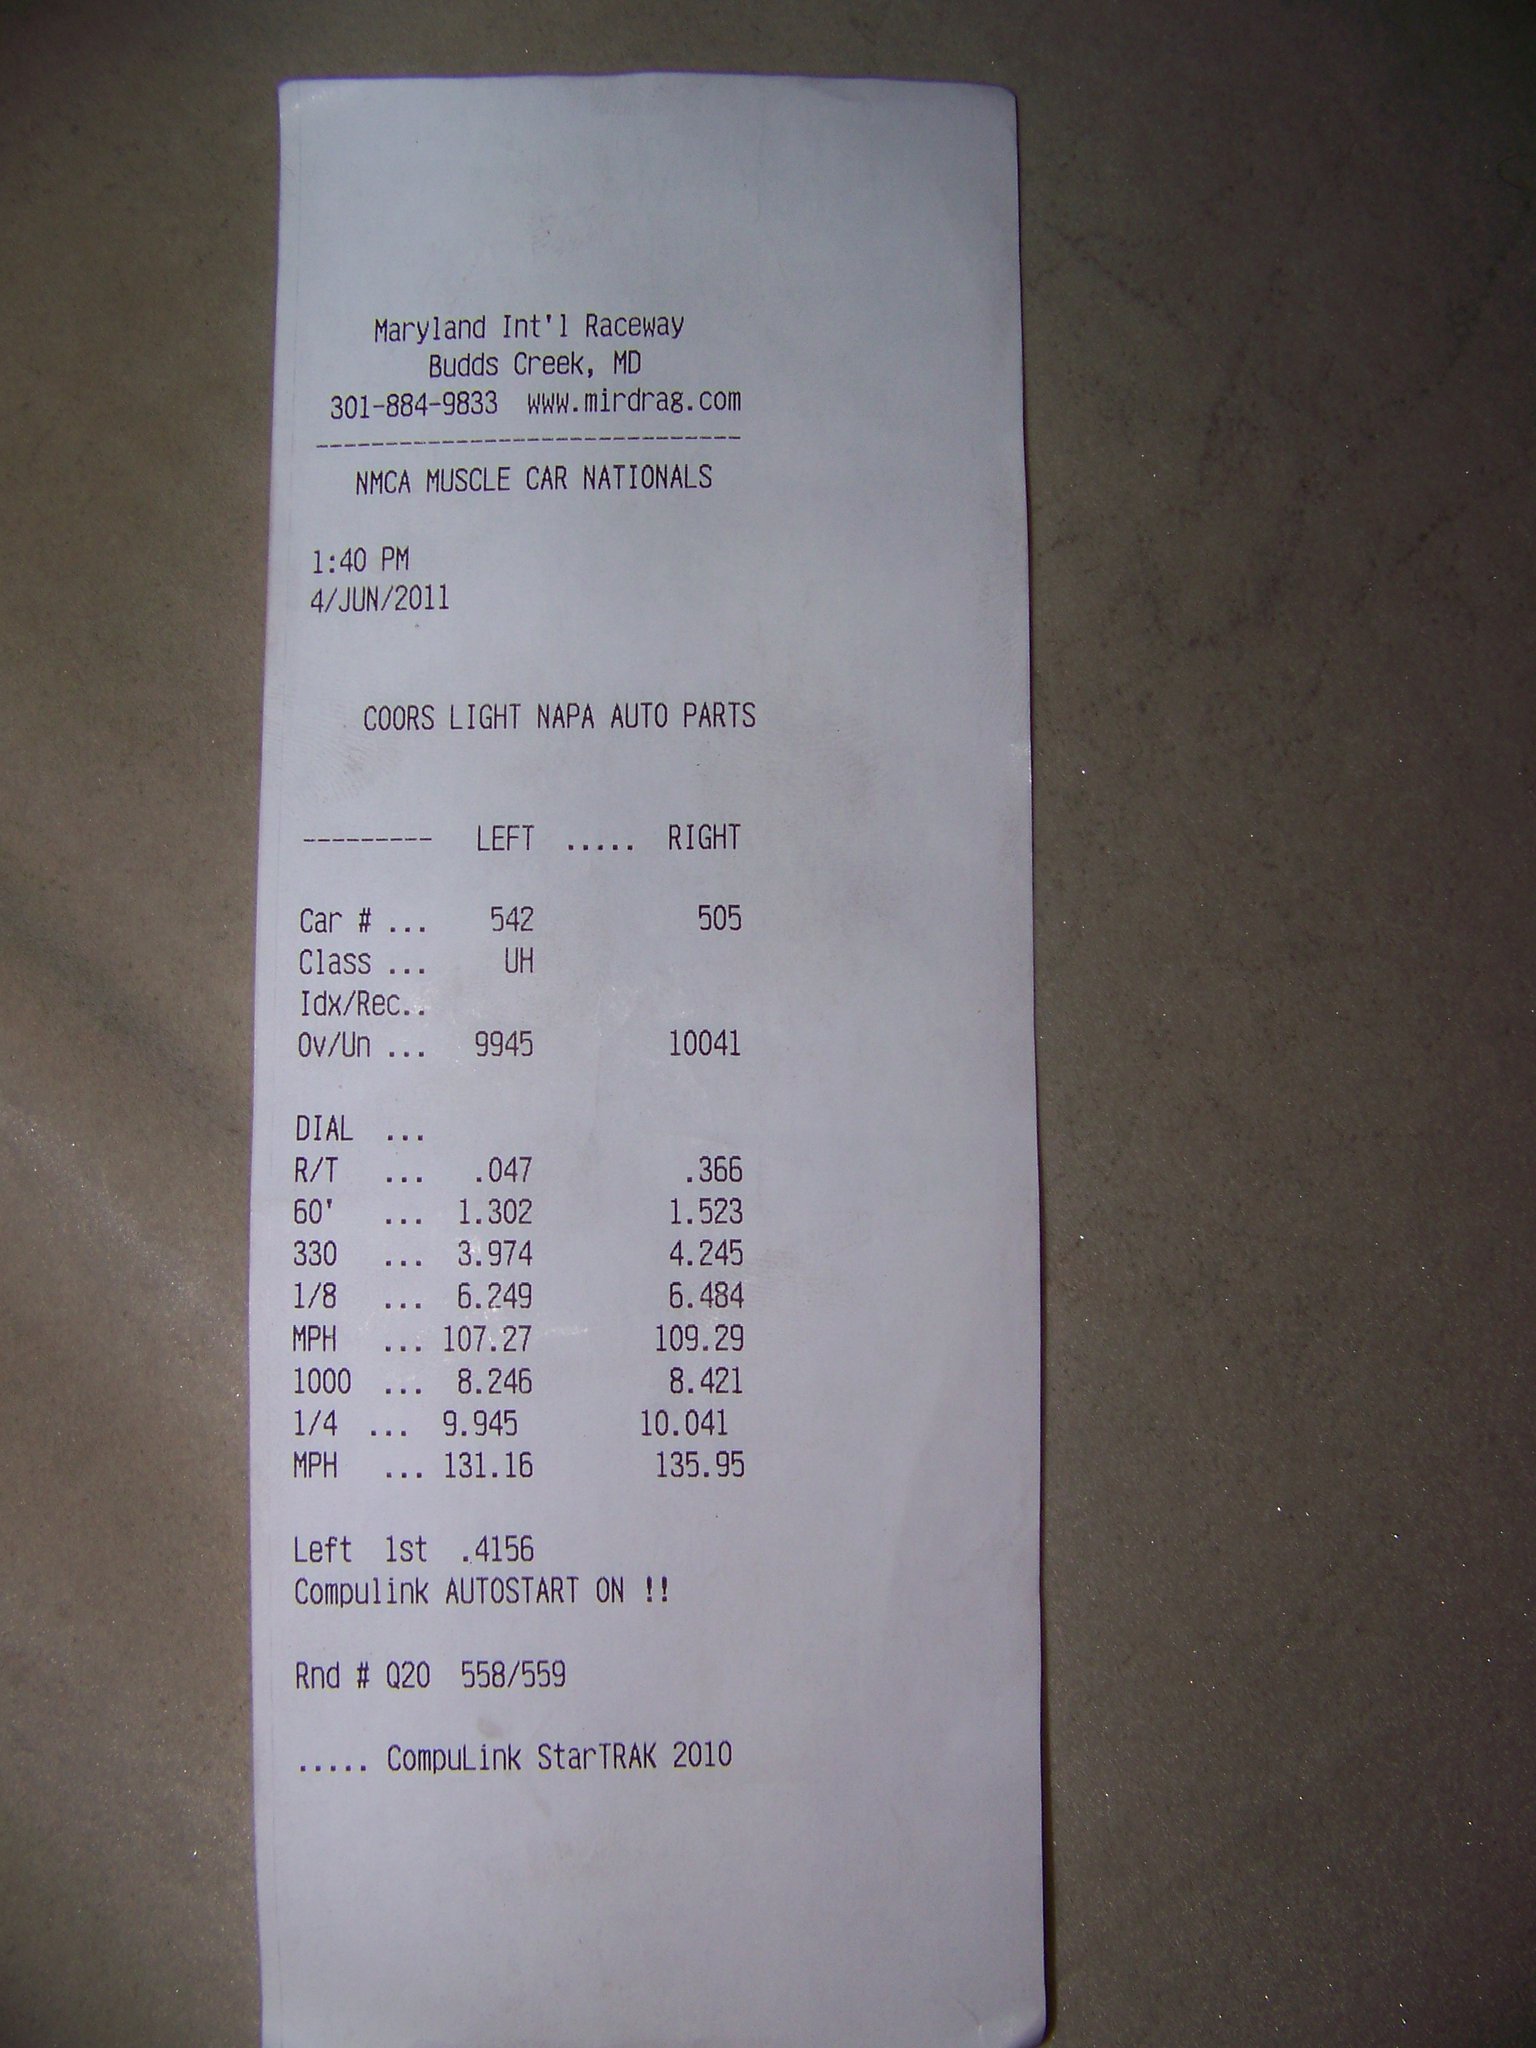 Maryland Int'l Raceway
Budds Creek, MD
301-884-9833 www.mirdrag.com
------------------------------
NMCA MUSCLE CAR NATIONALS
1:40 PM
4/JUN/2011
COORS LIGHT NAPA AUTO PARTS
--------- LEFT ..... RIGHT
Car # ... 542 505
Class ... UH
Idx/Rec..
Ov/Un ... 9945 10041
DIAL ...
R/T ... .047 .366
60' ... 1.302 1.523
330 ... 3.974 4.245
1/8 ... 6.249 6.484
MPH ... 107.27 109.29
1000 ... 8.246 8.421
1/4 ... 9.945 10.041
MPH ... 131.16 135.95
Left 1st .4156
Compulink AUTOSTART ON !!
Rnd # Q20 558/559
..... CompuLink StarTRAK 2010